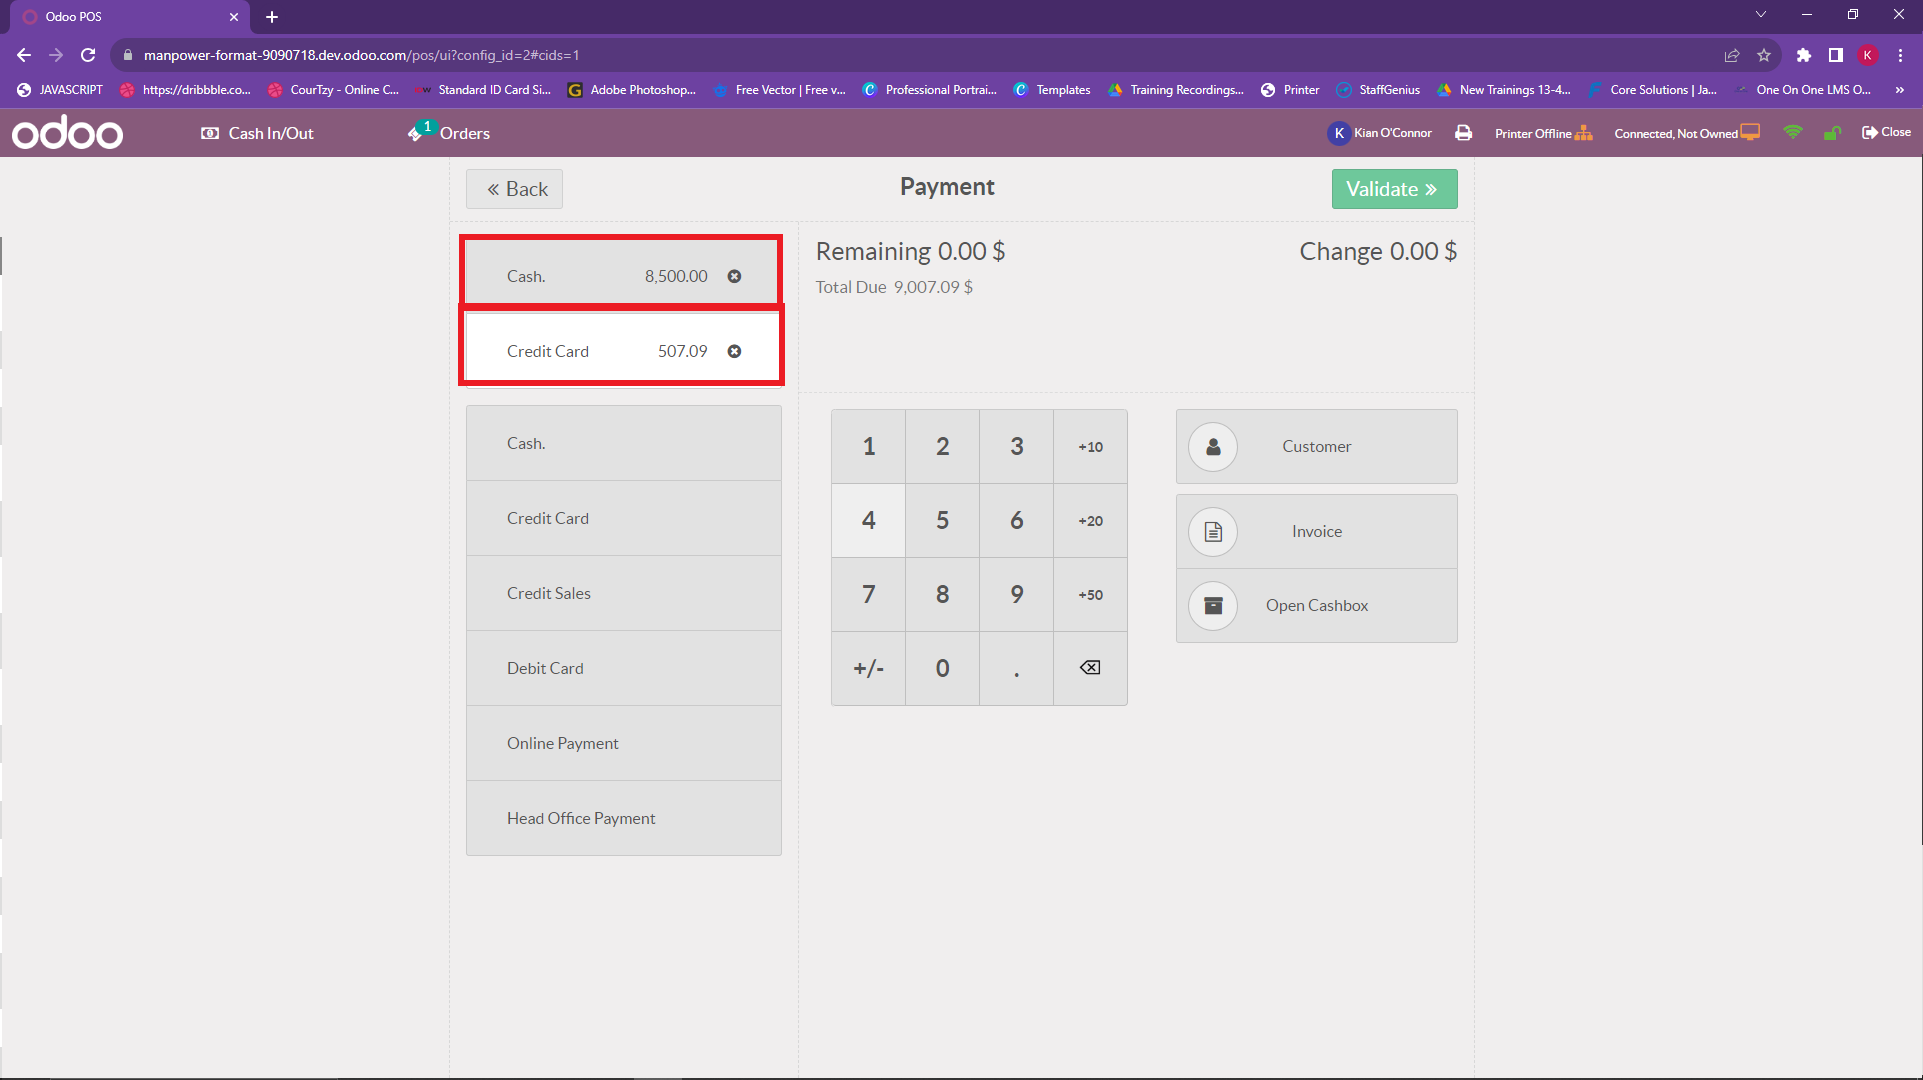 Odoo POS
manpower-format-9090718.dev.odoo.com/pos/ui?config_id=2#cids=1
K
JAVASCRIPT
https://dribbble.co...
CourTzy - Online C...
Standard ID Card Si...
Adobe Photoshop...
Free Vector | Free v...
Professional Portrai...
Templates
Training Recordings...
Printer
StaffGenius
New Trainings 13-4...
Core Solutions | Ja...
One On One LMS O...
»
odoo
Cash In/Out
1
Orders
K
Kian O'Connor
Printer Offline
Connected, Not Owned
Close
« Back
Payment
Validate »
Cash. 8,500.00
Credit Card 507.09
Remaining 0.00 $
Change 0.00 $
Total Due 9,007.09 $
Cash.
Credit Card
Credit Sales
Debit Card
Online Payment
Head Office Payment
1 2 3 +10
4 5 6 +20
7 8 9 +50
+/- 0 .
Customer
Invoice
Open Cashbox